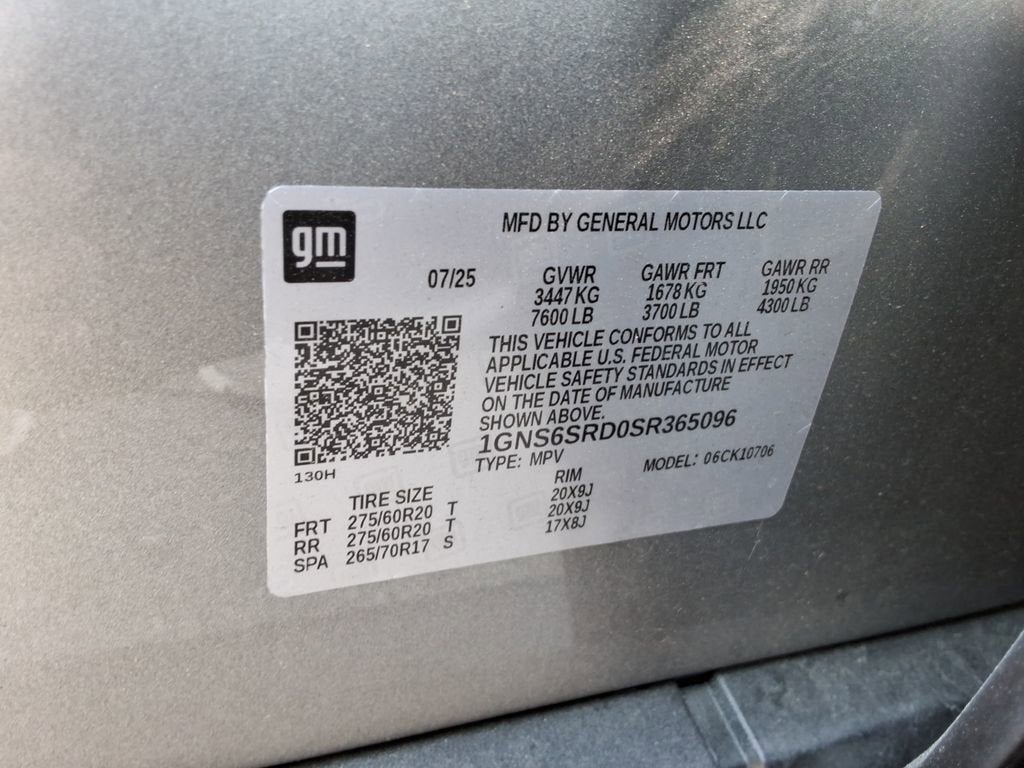 gm
MFD BY GENERAL MOTORS LLC
07/25
GVWR GAWR FRT GAWR RR
3447 KG 1678 KG 1950 KG
7600 LB 3700 LB 4300 LB
THIS VEHICLE CONFORMS TO ALL
APPLICABLE U.S. FEDERAL MOTOR
VEHICLE SAFETY STANDARDS IN EFFECT
ON THE DATE OF MANUFACTURE
SHOWN ABOVE.
1GNS6SRD0SR365096
TYPE: MPV MODEL: 06CK10706
130H
TIRE SIZE RIM
FRT 275/60R20 T 20X9J
RR 275/60R20 T 20X9J
SPA 265/70R17 S 17X8J